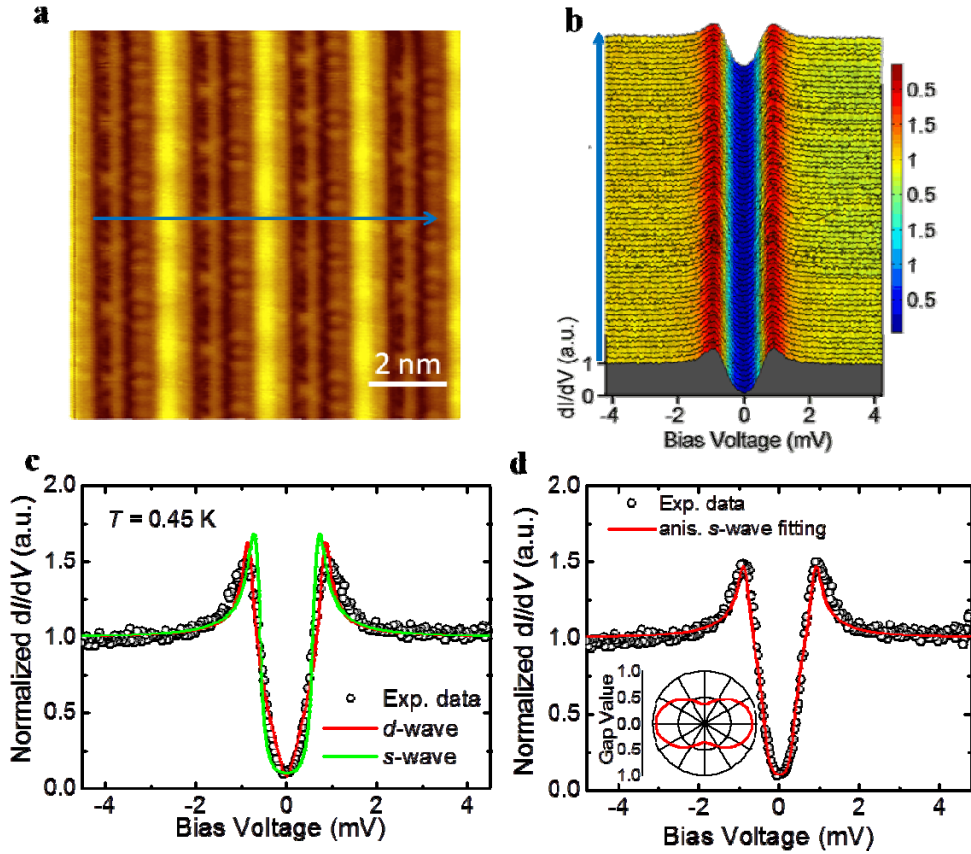 a
2 nm
b
0.5
1.5
1
0.5
1.5
1
0.5
dI/dV (a.u.)
1
0
-4 -2 0 2 4
Bias Voltage (mV)
c
2.0
1.5
1.0
0.5
0.0
Normalized dI/dV (a.u.)
T = 0.45 K
Exp. data
d-wave
s-wave
-4 -2 0 2 4
Bias Voltage (mV)
d
2.0
1.5
1.0
0.5
0.0
Normalized dI/dV (a.u.)
Exp. data
anis. s-wave fitting
Gap Value
1.0
0.5
0.0
0.5
1.0
-4 -2 0 2 4
Bias Voltage (mV)